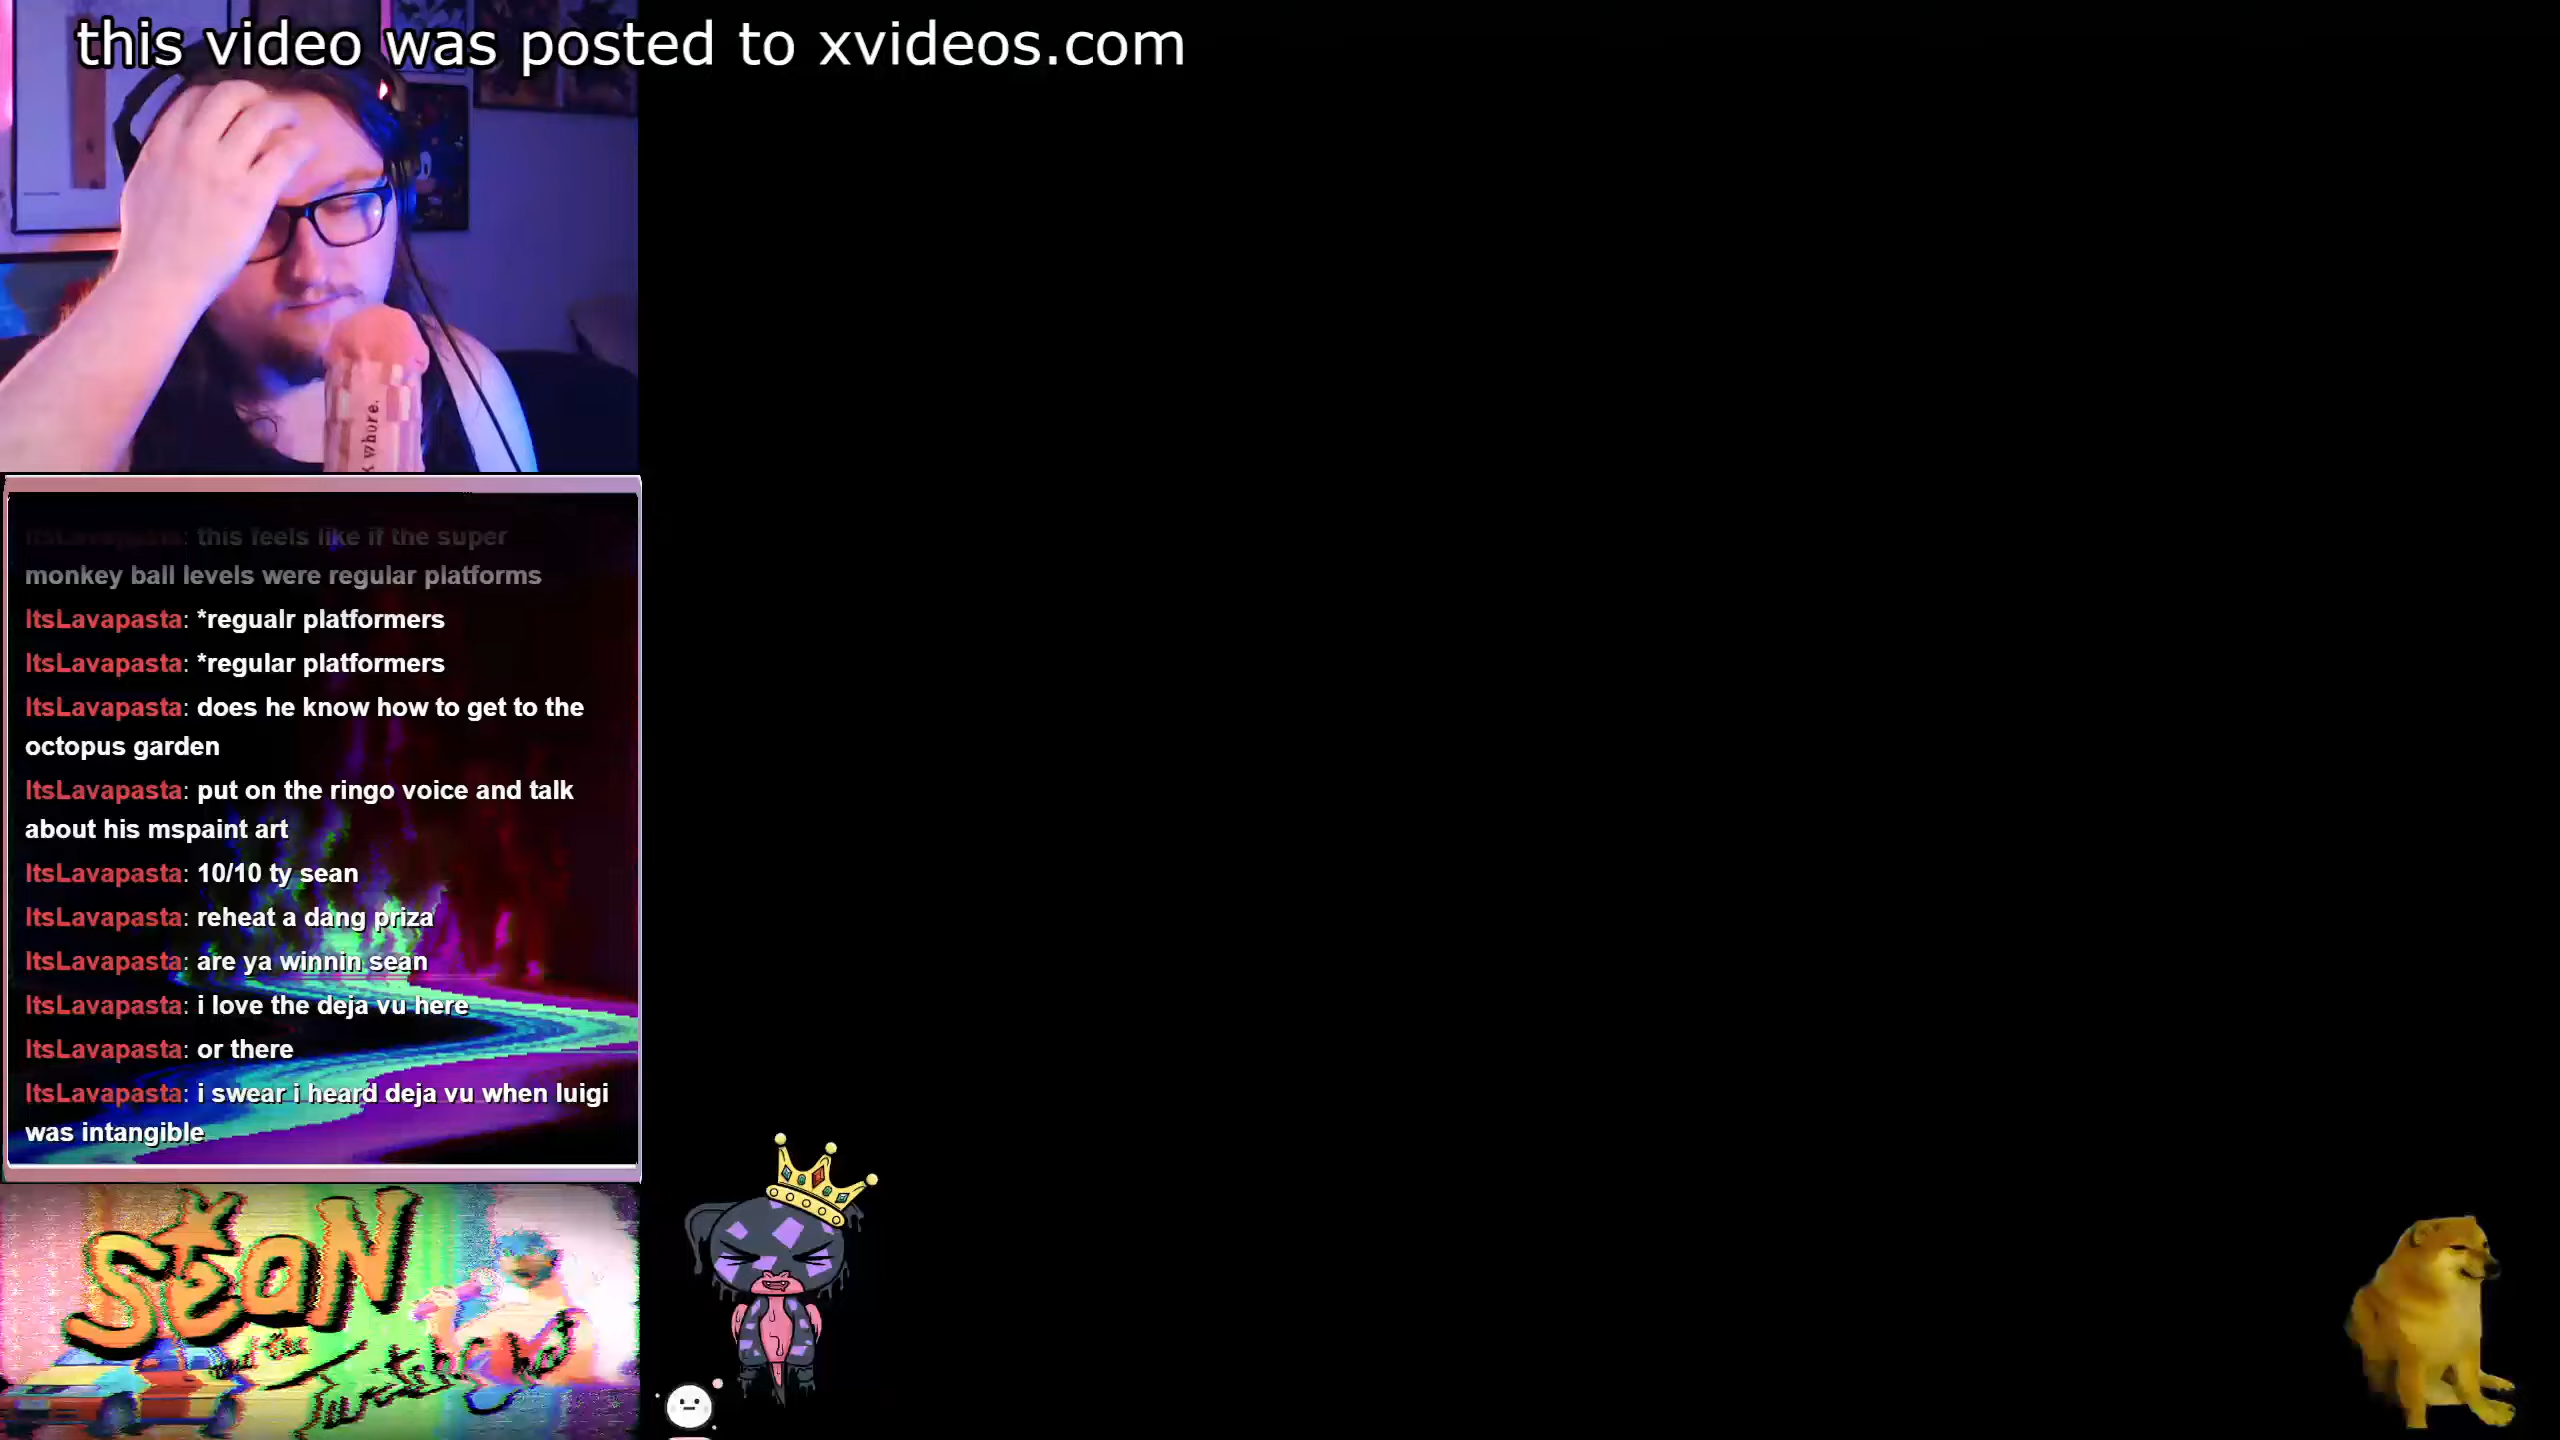 this video was posted to xvideos.com
whore.
ItsLavapasta: this feels like if the super
monkey ball levels were regular platforms
ItsLavapasta: *regualr platformers
ItsLavapasta: *regular platformers
ItsLavapasta: does he know how to get to the
octopus garden
ItsLavapasta: put on the ringo voice and talk
about his mspaint art
ItsLavapasta: 10/10 ty sean
ItsLavapasta: reheat a dang priza
ItsLavapasta: are ya winnin sean
ItsLavapasta: i love the deja vu here
ItsLavapasta: or there
ItsLavapasta: i swear i heard deja vu when luigi
was intangible
SEaN
and the